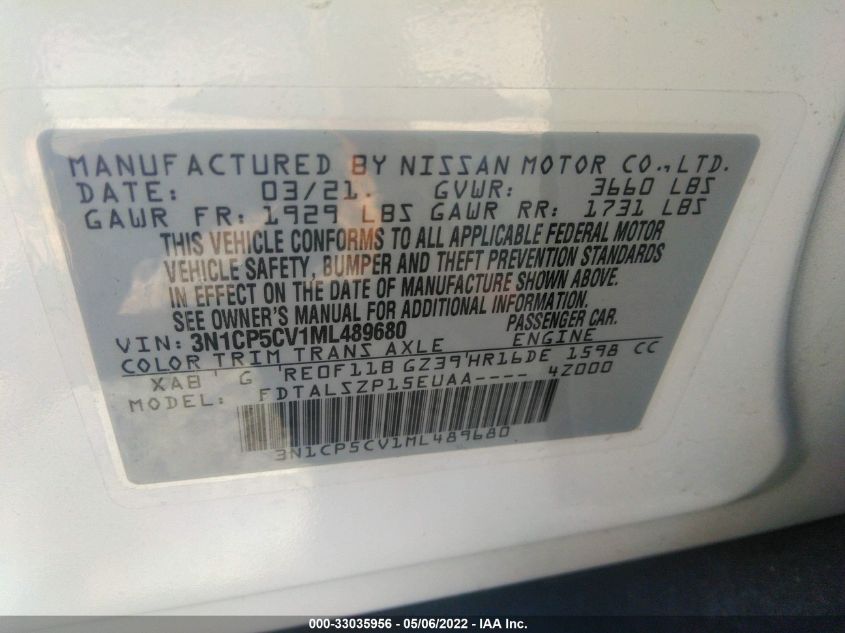 MANUFACTURED BY NISSAN MOTOR CO.,LTD.
DATE: 03/21. GVWR: 3660 LBS
GAWR FR: 1929 LBS GAWR RR: 1731 LBS
THIS VEHICLE CONFORMS TO ALL APPLICABLE FEDERAL MOTOR
VEHICLE SAFETY, BUMPER AND THEFT PREVENTION STANDARDS
IN EFFECT ON THE DATE OF MANUFACTURE SHOWN ABOVE.
SEE OWNER'S MANUAL FOR ADDITIONAL INFORMATION.
VIN: 3N1CP5CV1ML489680 PASSENGER CAR.
COLOR TRIM TRANS AXLE ENGINE
XAB' G 'RE0F11B GZ39'HR16DE 1598 CC
MODEL: FDTALSZP15EUAA---- 4Z000
3N1CP5CV1ML489680
000-33035956 - 05/06/2022 - IAA Inc.